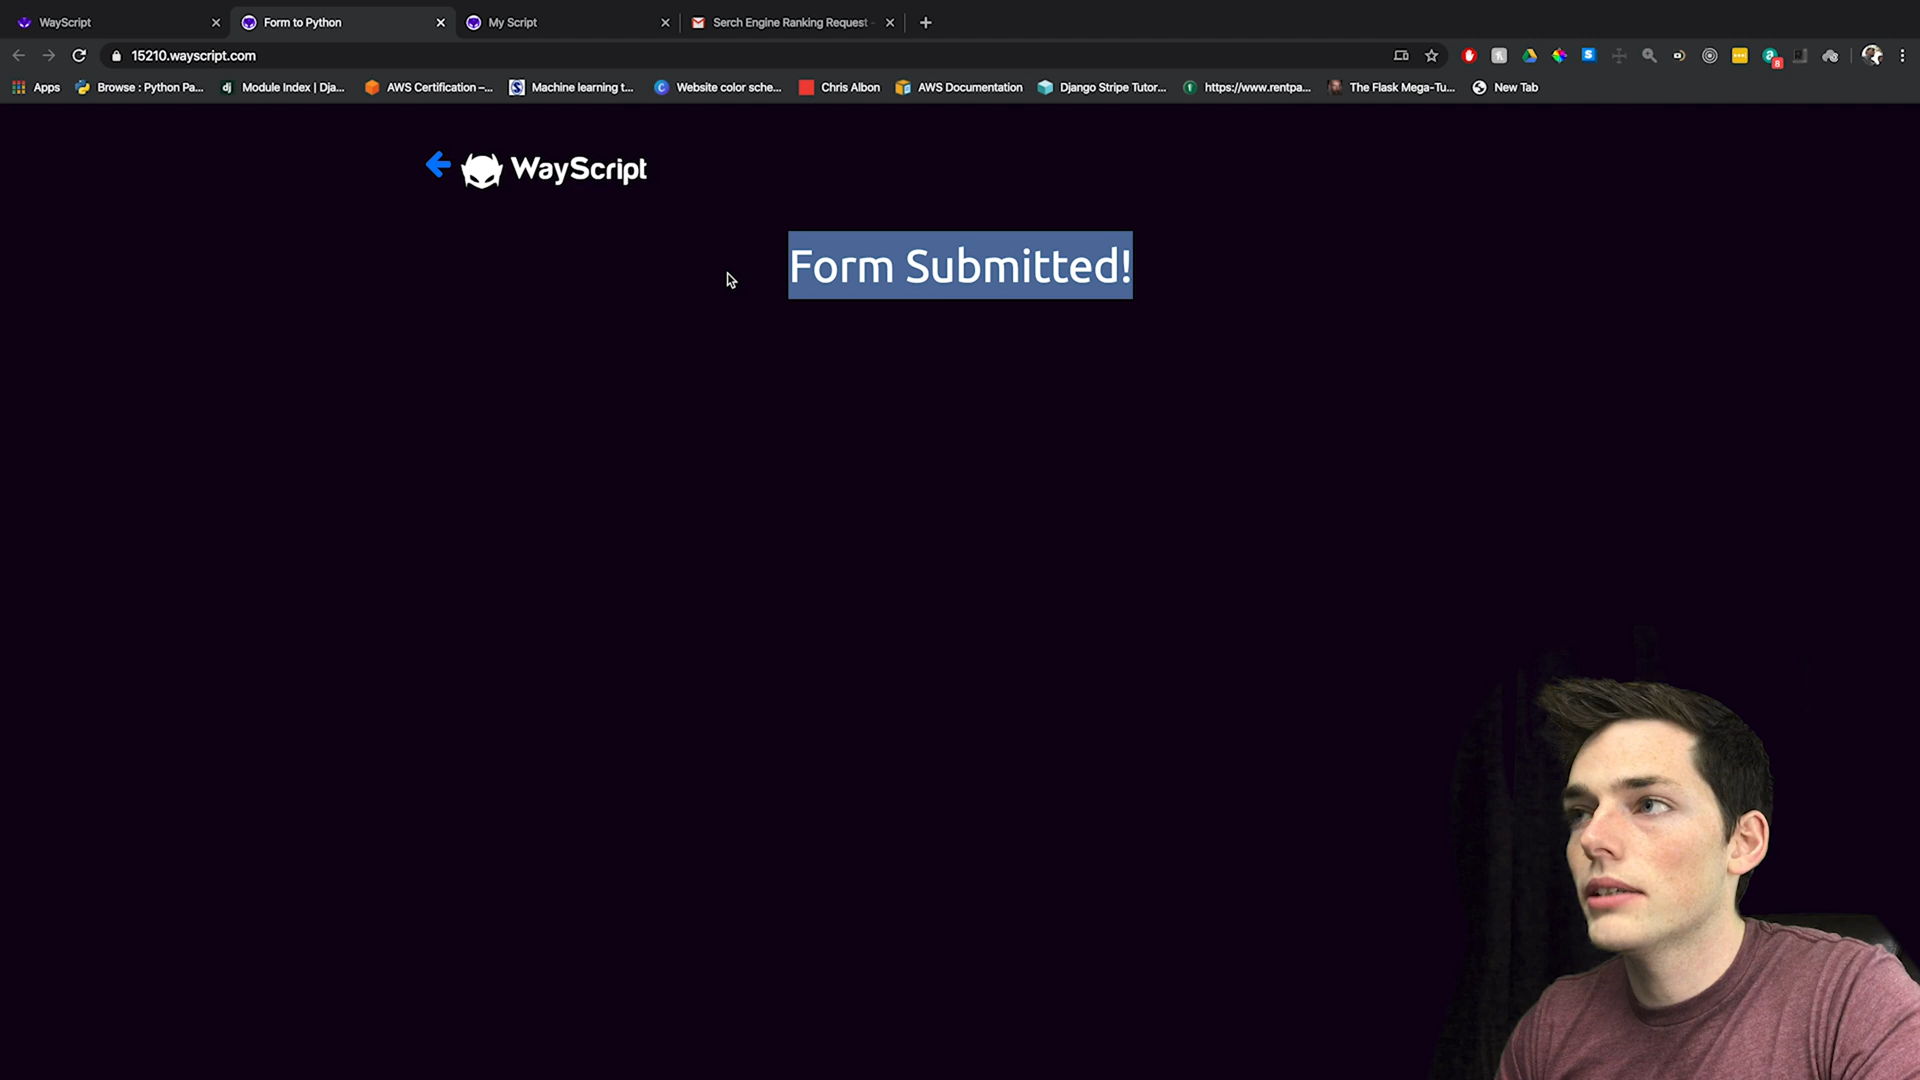 WayScript
Form to Python
My Script
Serch Engine Ranking Request -
15210.wayscript.com
8
Apps
Browse : Python Pa...
Module Index | Dja...
AWS Certification –...
Machine learning t...
Website color sche...
Chris Albon
AWS Documentation
Django Stripe Tutor...
https://www.rentpa...
The Flask Mega-Tu...
New Tab
WayScript
Form Submitted!